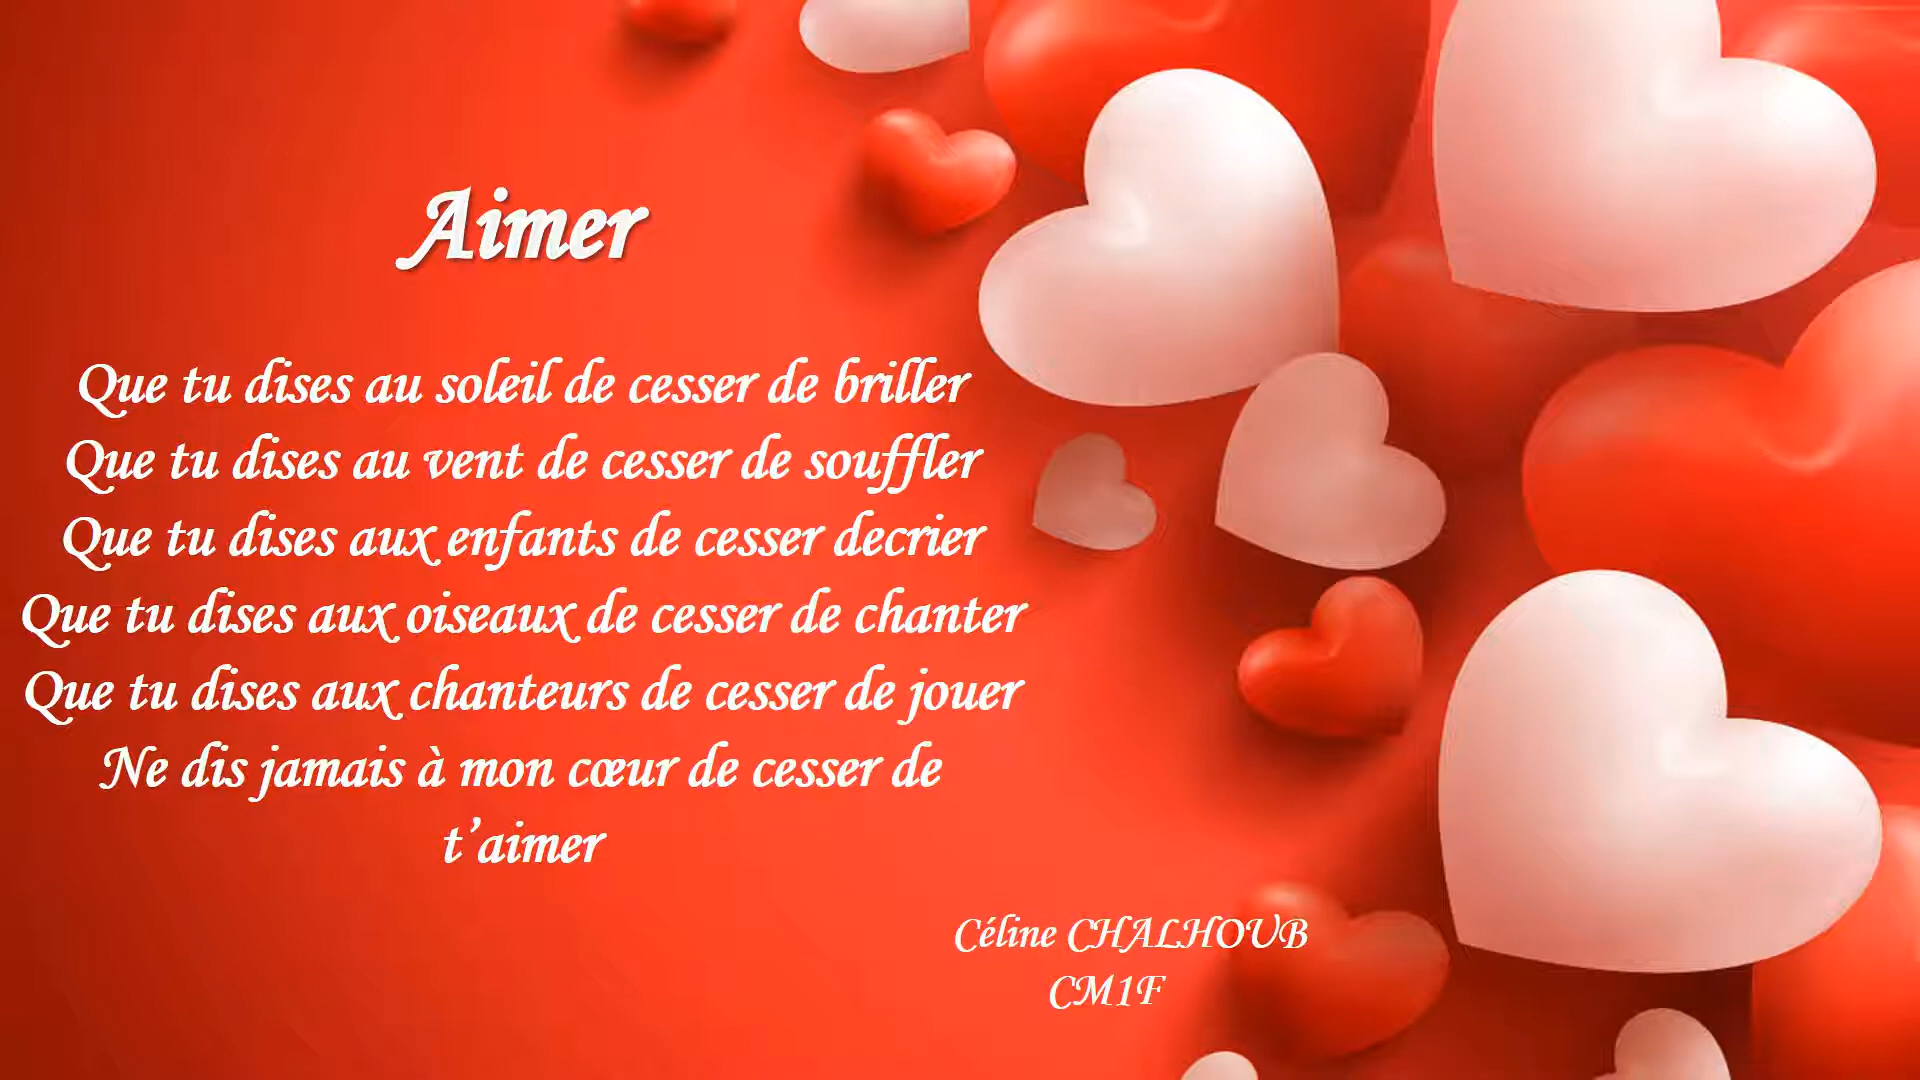 Aimer
Que tu dises au soleil de cesser de briller
Que tu dises au vent de cesser de souffler
Que tu dises aux enfants de cesser decrier
Que tu dises aux oiseaux de cesser de chanter
Que tu dises aux chanteurs de cesser de jouer
Ne dis jamais à mon cœur de cesser de
t’aimer
Céline CHALHOUB
CM1F